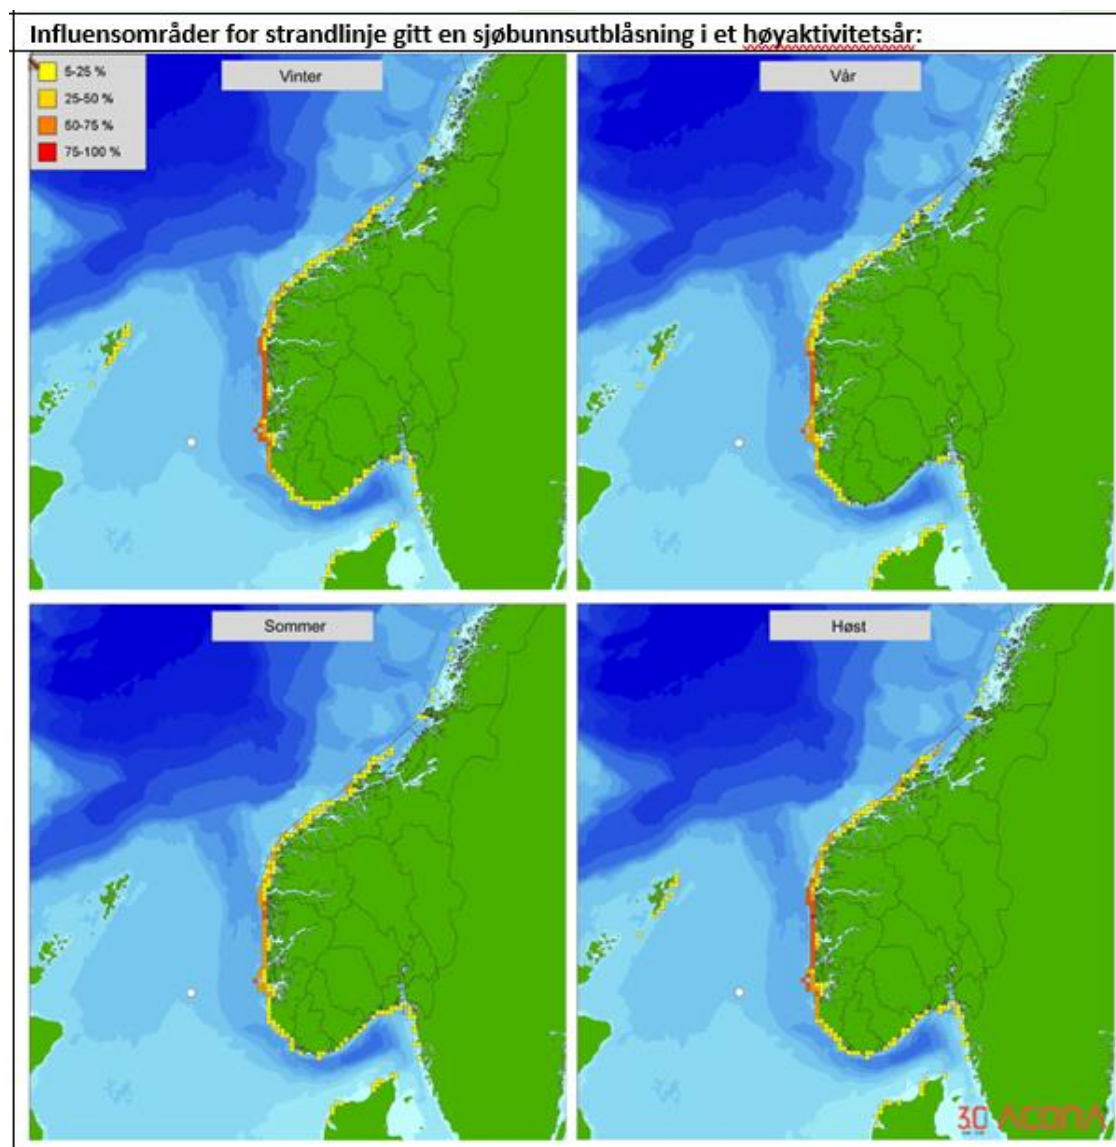 Influensområder for strandlinje gitt en sjøbunnsutblåsning i et høyaktivitetsår:
5-25 %
25-50 %
50-75 %
75-100 %
Vinter
Vår
Sommer
Høst
ACONA